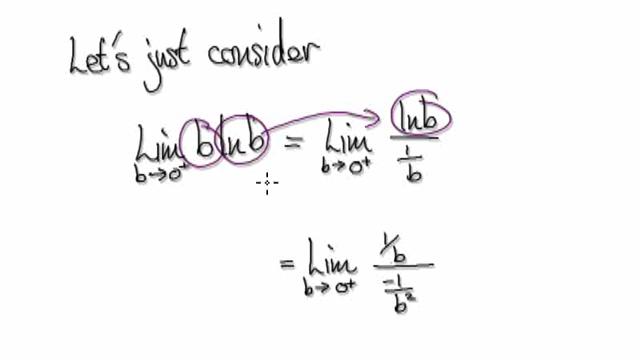 Let's just consider
Lim b→0+ b ln b = Lim b→0+ ln b / (1/b)
= Lim b→0+ (1/b) / (-1/b²)